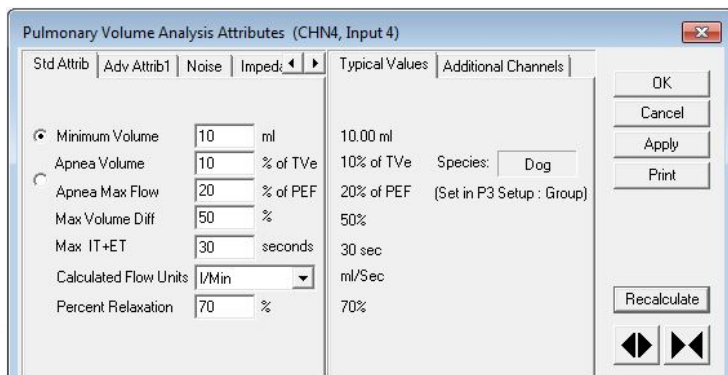 Pulmonary Volume Analysis Attributes (CHN4, Input 4)
Std Attrib Adv Attrib1 Noise Typical Values Additional Channels
OK
Cancel
Apply
Print
Minimum Volume 10 ml 10.00 ml
Apnea Volume 10 % of TVe 10% of TVe Species: Dog
Apnea Max Flow 20 % of PEF 20% of PEF (Set in P3 Setup : Group)
Max Volume Diff 50 % 50%
Max IT+ET 30 seconds 30 sec
Calculated Flow Units l/Min ml/Sec
Percent Relaxation 70 % 70%
Recalculate